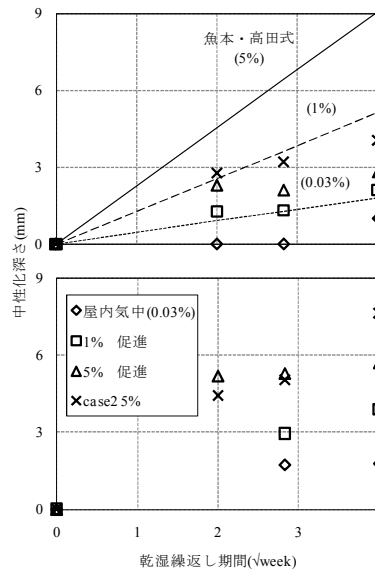 9
6
3
0
魚本・高田式
(5%)
(1%)
(0.03%)
中性化深さ(mm)
9
6
3
0
屋内気中(0.03%)
1% 促進
5% 促進
case2 5%
0
2
4
乾湿繰返し期間(√week)